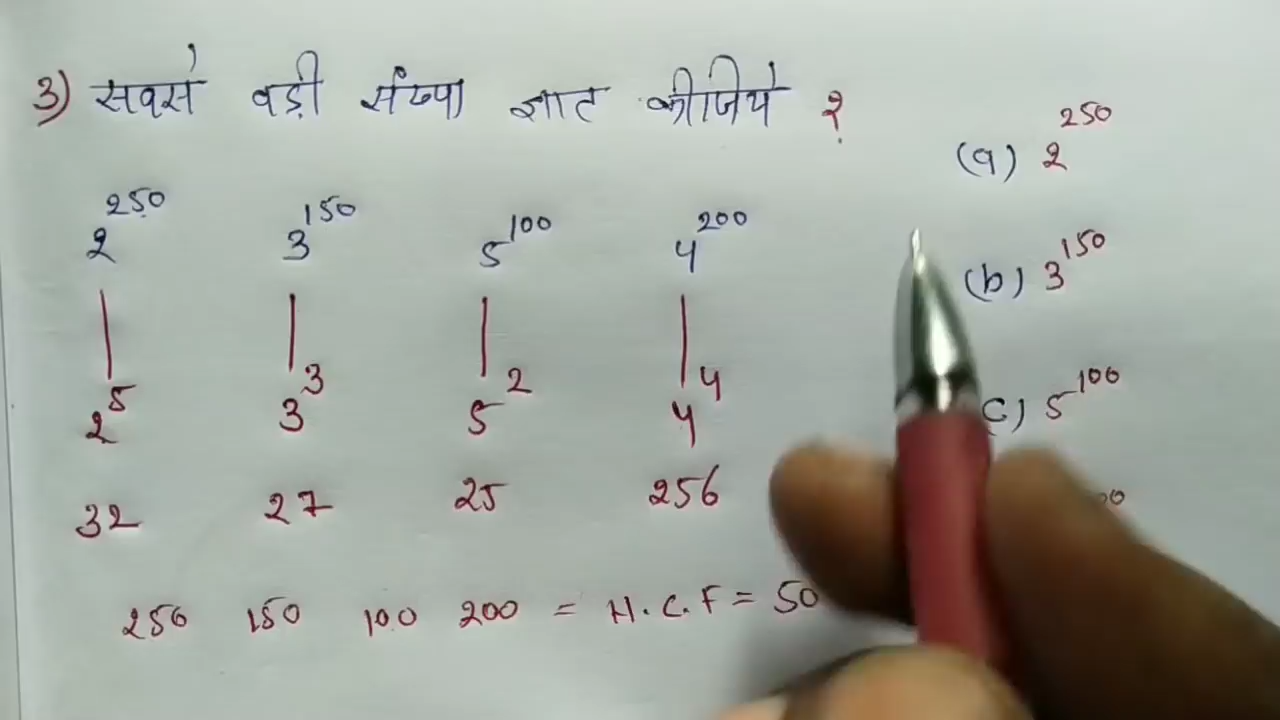 3) सबसे बड़ी संख्या ज्ञात कीजिये ?
2^250 3^150 5^100 4^200
2^5 3^3 5^2 4^4
32 27 25 256
250 150 100 200 = H.C.F = 50
(a) 2^250
(b) 3^150
C) 5^100
00